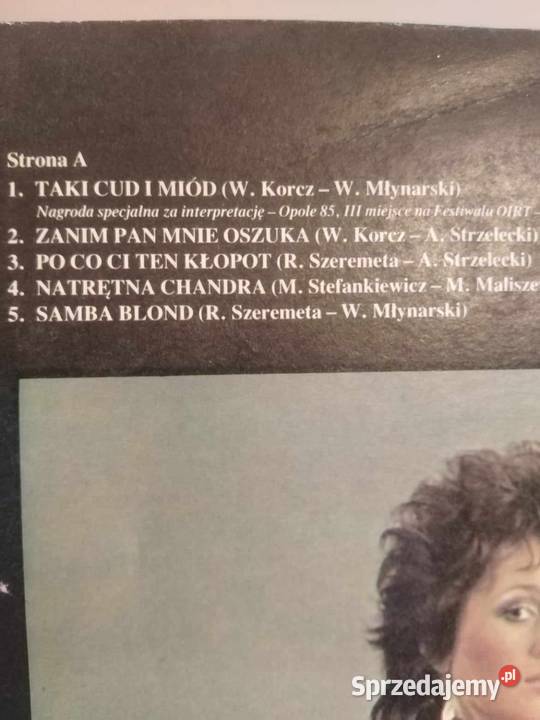 Strona A
1. TAKI CUD I MIÓD (W. Korcz – W. Młynarski)
Nagroda specjalna za interpretację – Opole 85, III miejsce na Festiwalu OIRT –
2. ZANIM PAN MNIE OSZUKA (W. Korcz – A. Strzelecki)
3. PO CO CI TEN KŁOPOT (R. Szeremeta – A. Strzelecki)
4. NATRĘTNA CHANDRA (M. Stefankiewicz – M. Malisze
5. SAMBA BLOND (R. Szeremeta – W. Młynarski)
Sprzedajemy.pl